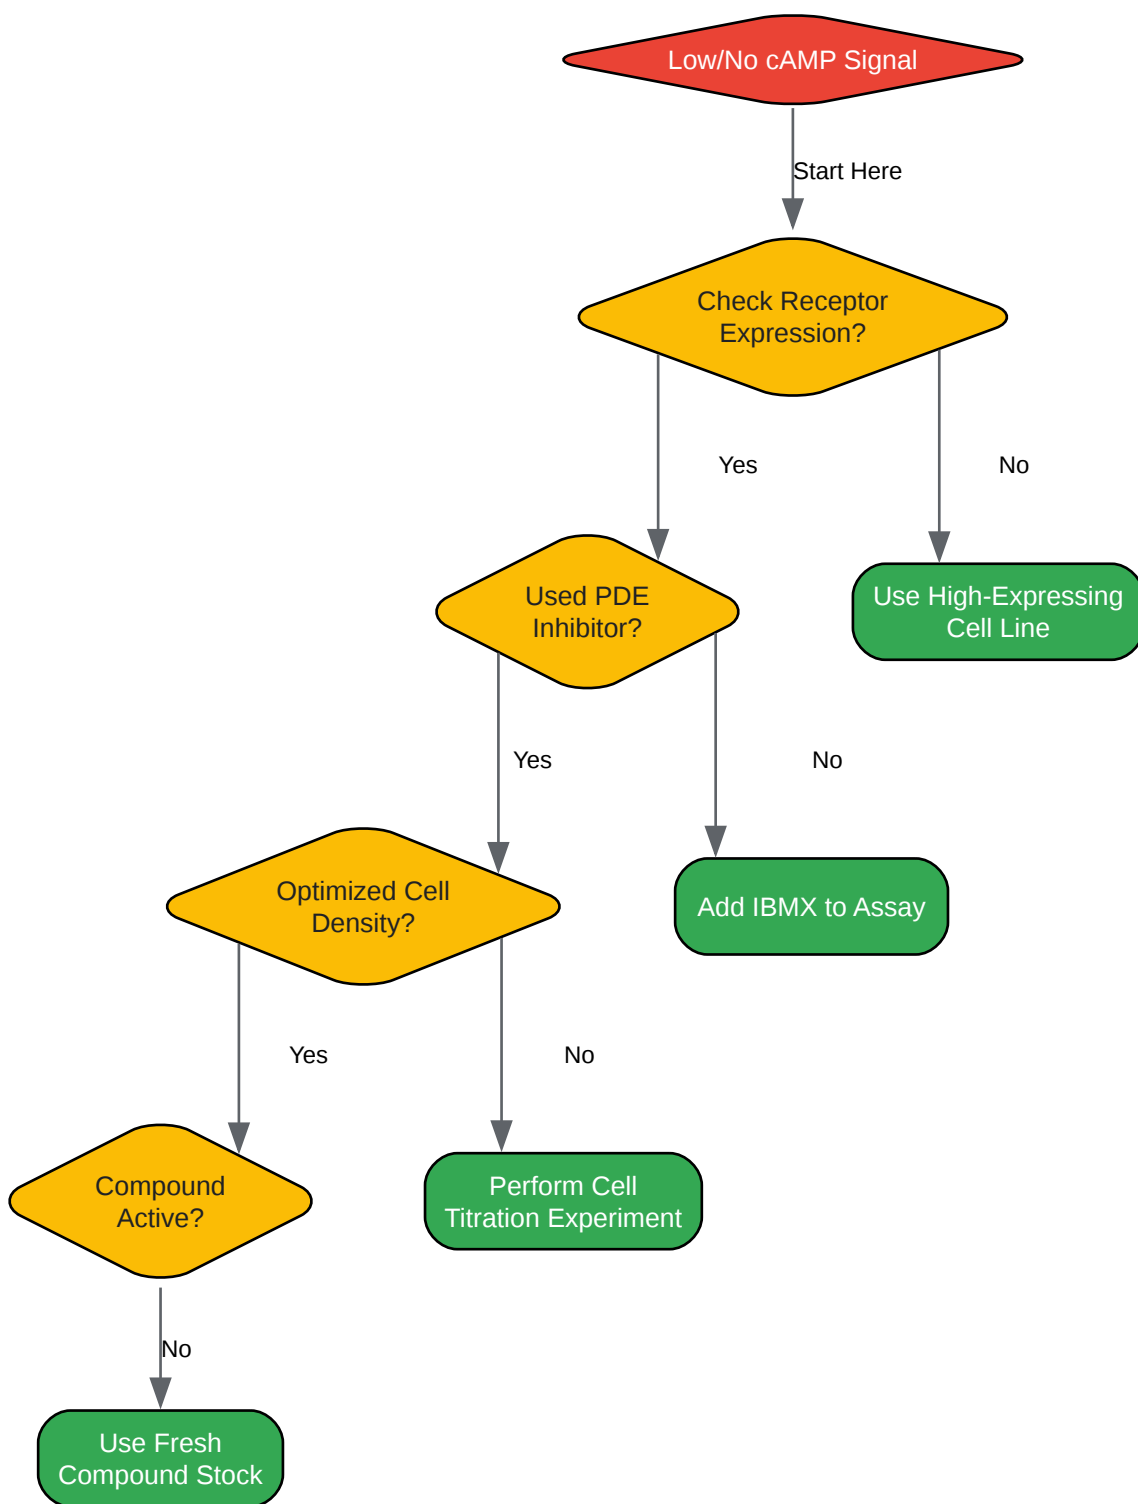 Low/No cAMP Signal
Start Here
Check Receptor
Expression?
Yes
No
Used PDE
Inhibitor?
Use High-Expressing
Cell Line
Yes
No
Optimized Cell
Density?
Add IBMX to Assay
Yes
No
Compound
Active?
Perform Cell
Titration Experiment
No
Use Fresh
Compound Stock